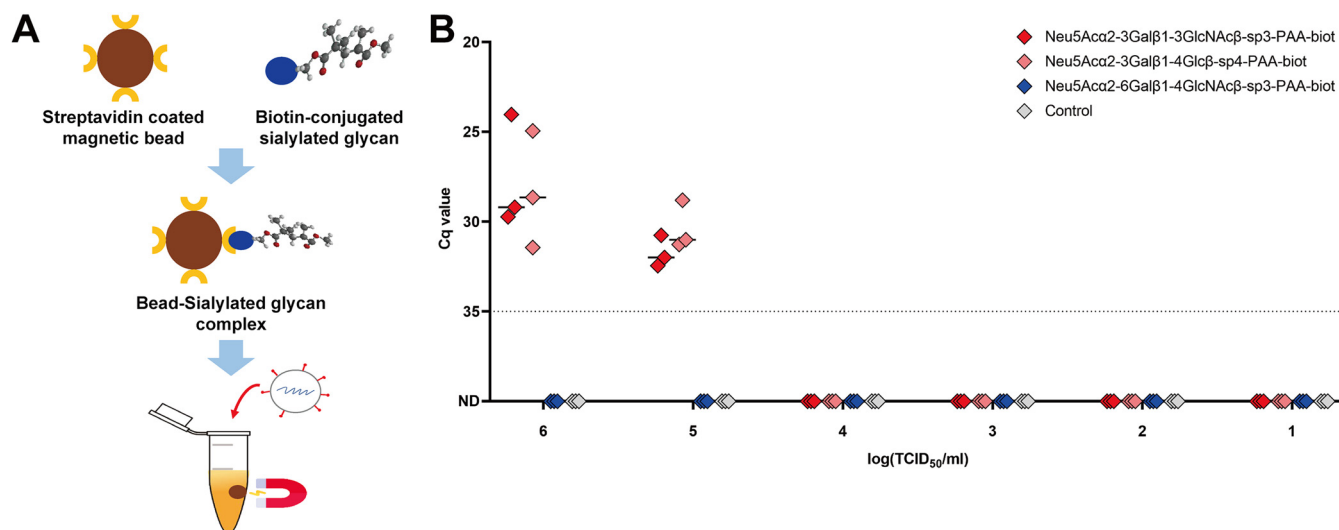 A
Streptavidin coated
magnetic bead
Biotin-conjugated
sialylated glycan
Bead-Sialylated glycan
complex
B
Neu5Acα2-3Galβ1-3GlcNAcβ-sp3-PAA-biot
Neu5Acα2-3Galβ1-4Glcβ-sp4-PAA-biot
Neu5Acα2-6Galβ1-4GlcNAcβ-sp3-PAA-biot
Control
Cq value
20
25
30
35
ND
6 5 4 3 2 1
log(TCID50/ml)